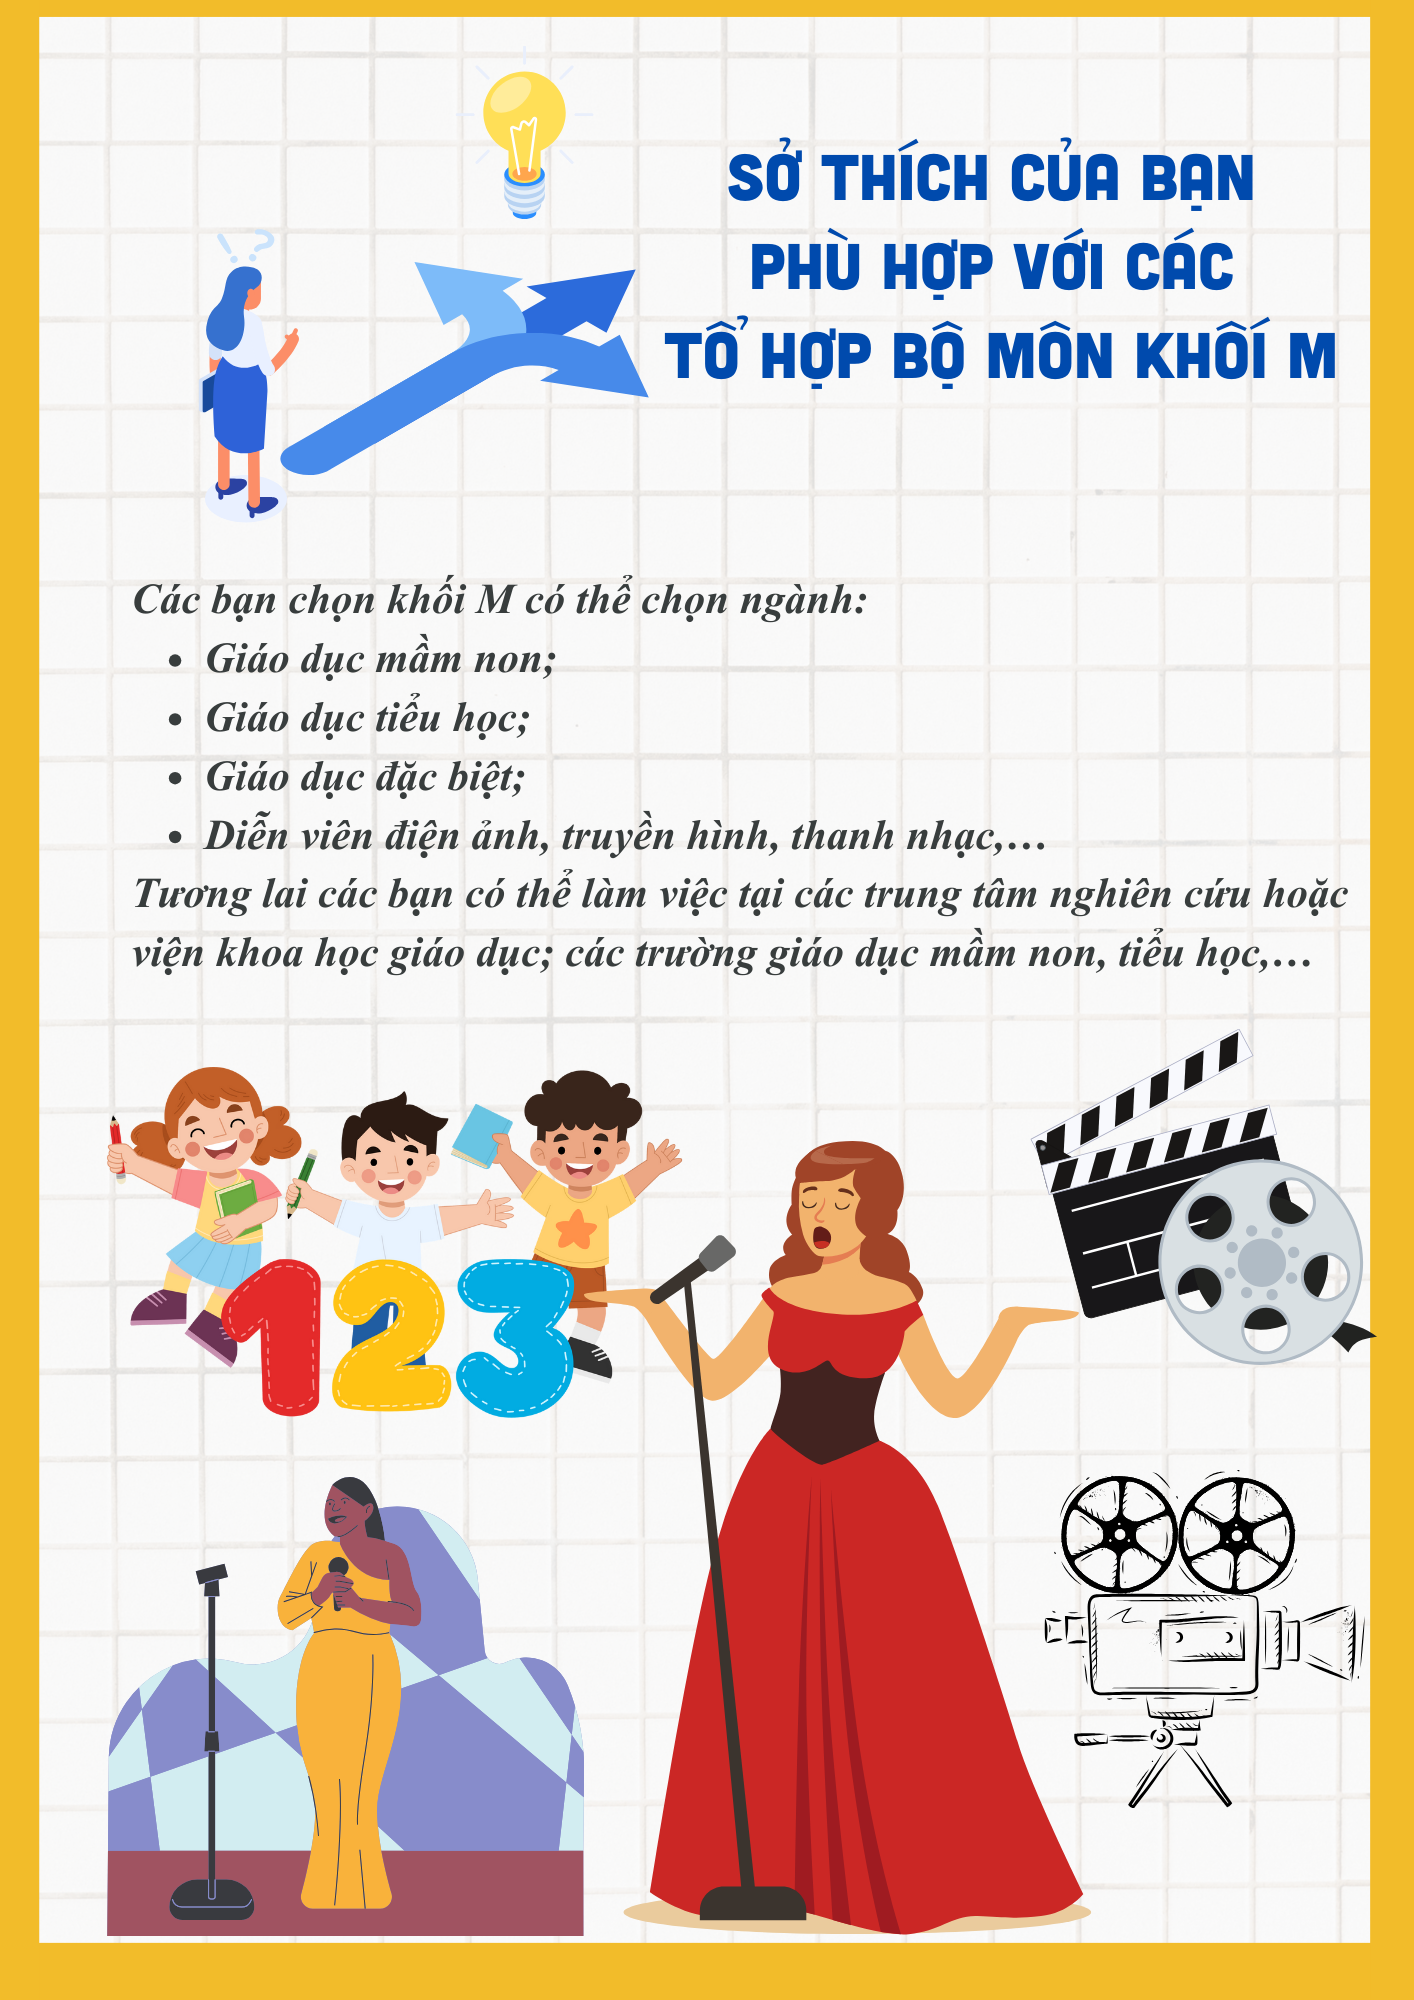 SỞ THÍCH CỦA BẠN
PHÙ HỢP VỚI CÁC
TỔ HỢP BỘ MÔN KHỐI M
Các bạn chọn khối M có thể chọn ngành:
• Giáo dục mầm non;
• Giáo dục tiểu học;
• Giáo dục đặc biệt;
• Diễn viên điện ảnh, truyền hình, thanh nhạc,...
Tương lai các bạn có thể làm việc tại các trung tâm nghiên cứu hoặc
viện khoa học giáo dục; các trường giáo dục mầm non, tiểu học,...
123